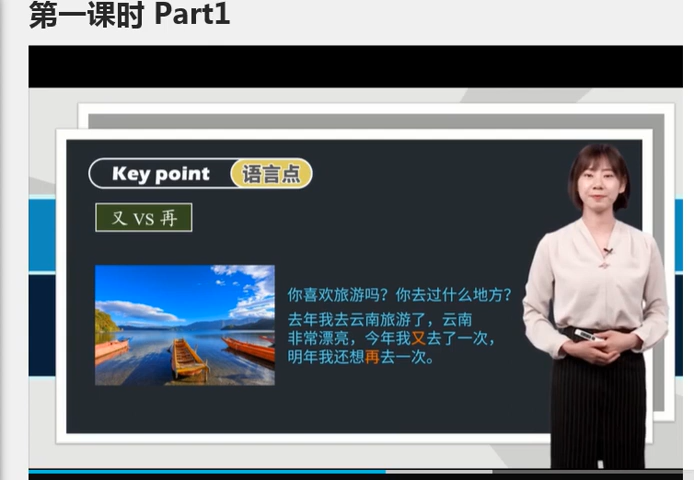 第一课时 Part1
Key point 语言点
又 VS 再
你喜欢旅游吗？你去过什么地方？
去年我去云南旅游了，云南
非常漂亮，今年我又去了一次，
明年我还想再去一次。